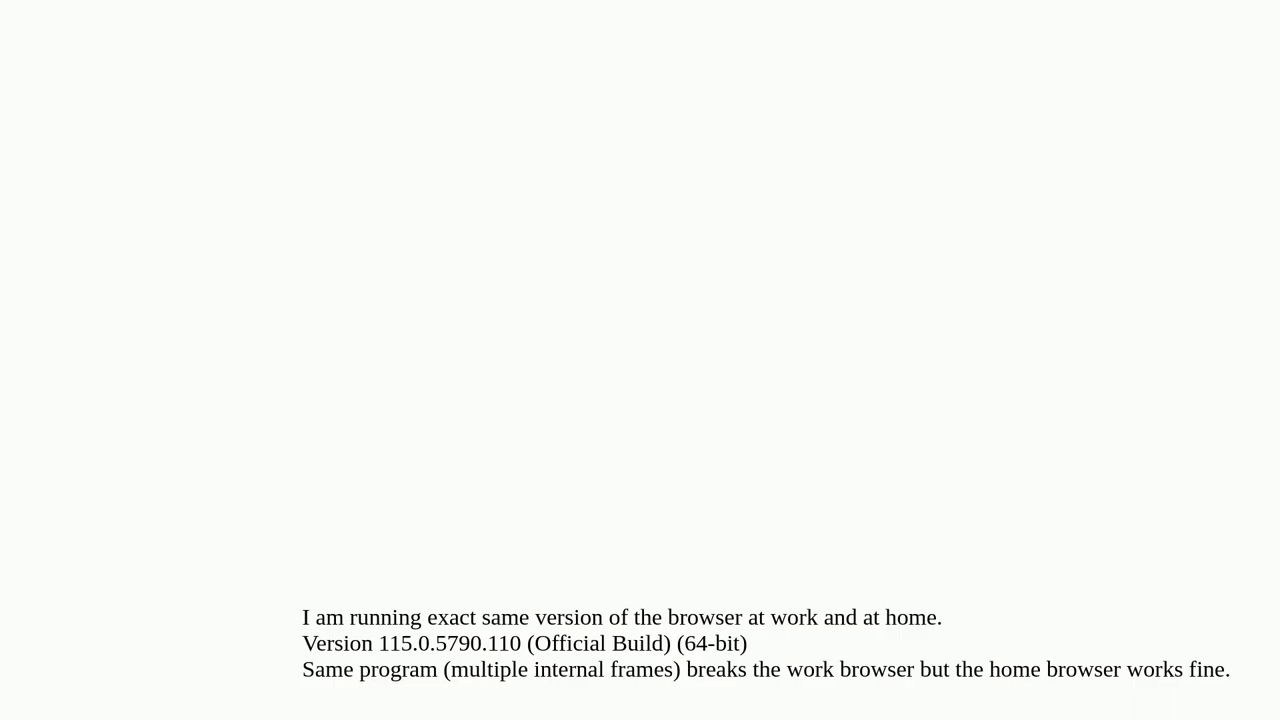 I am running exact same version of the browser at work and at home.
Version 115.0.5790.110 (Official Build) (64-bit)
Same program (multiple internal frames) breaks the work browser but the home browser works fine.